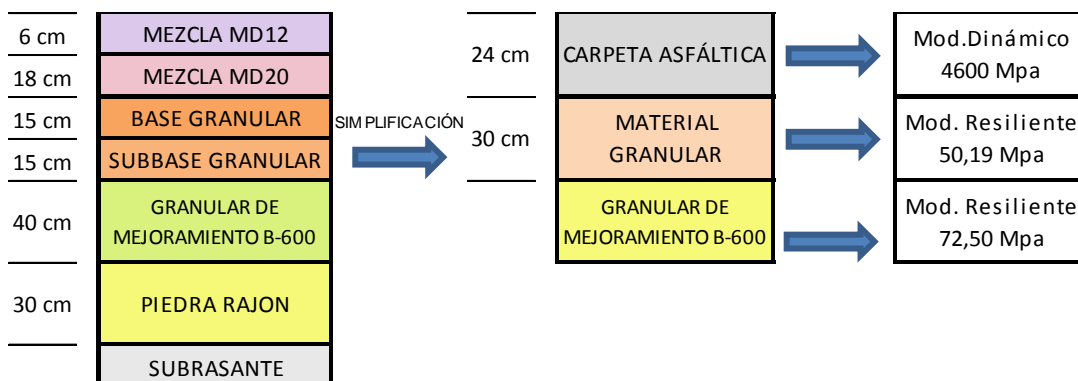 6 cm
MEZCLA MD12
18 cm
MEZCLA MD20
15 cm
BASE GRANULAR
15 cm
SUBBASE GRANULAR
40 cm
GRANULAR DE
MEJORAMIENTO B-600
30 cm
PIEDRA RAJON
SUBRASANTE
SIMPLIFICACIÓN
24 cm
CARPETA ASFÁLTICA
Mod.Dinámico
4600 Mpa
30 cm
MATERIAL
GRANULAR
Mod. Resiliente
50,19 Mpa
GRANULAR DE
MEJORAMIENTO B-600
Mod. Resiliente
72,50 Mpa